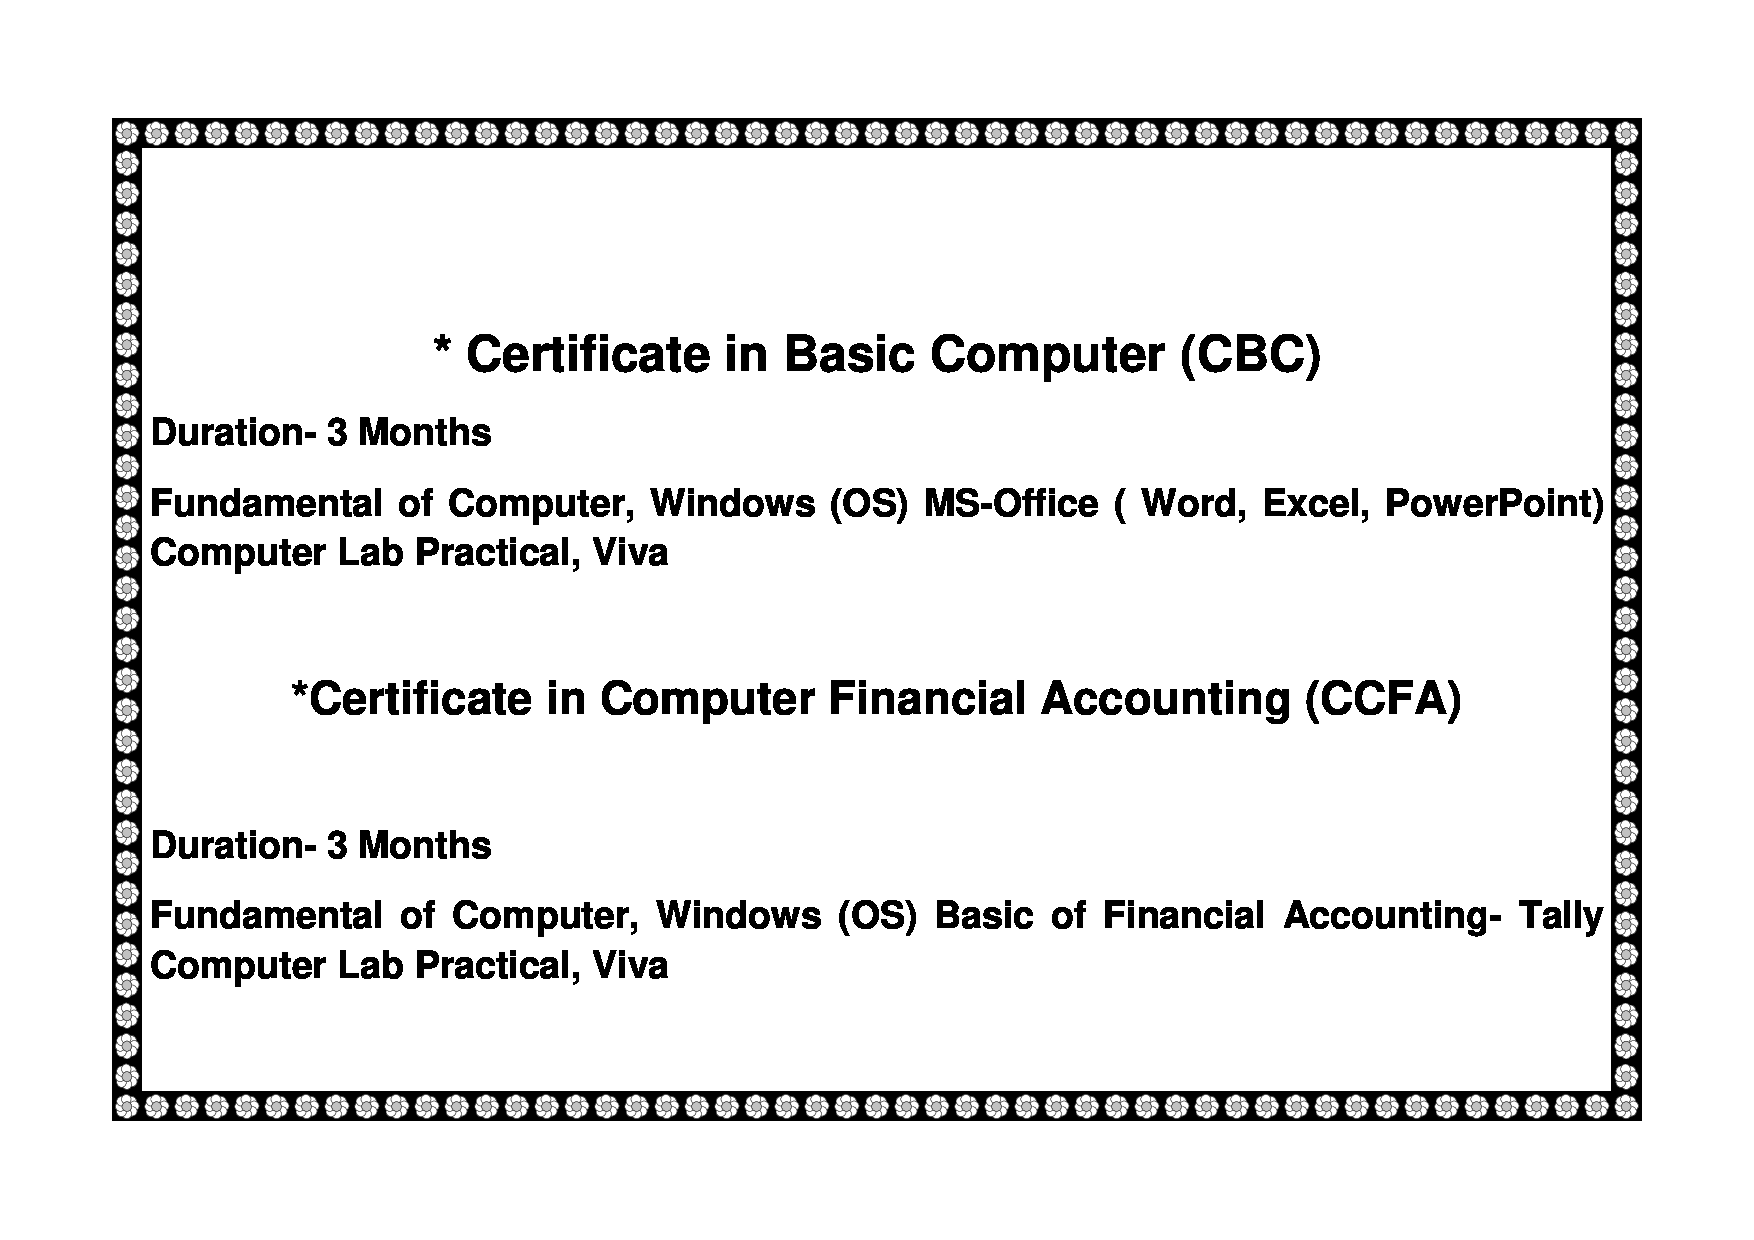 * Certificate in Basic Computer (CBC)
Duration- 3 Months
Fundamental of Computer, Windows (OS) MS-Office ( Word, Excel, PowerPoint)
Computer Lab Practical, Viva
*Certificate in Computer Financial Accounting (CCFA)
Duration- 3 Months
Fundamental of Computer, Windows (OS) Basic of Financial Accounting- Tally
Computer Lab Practical, Viva